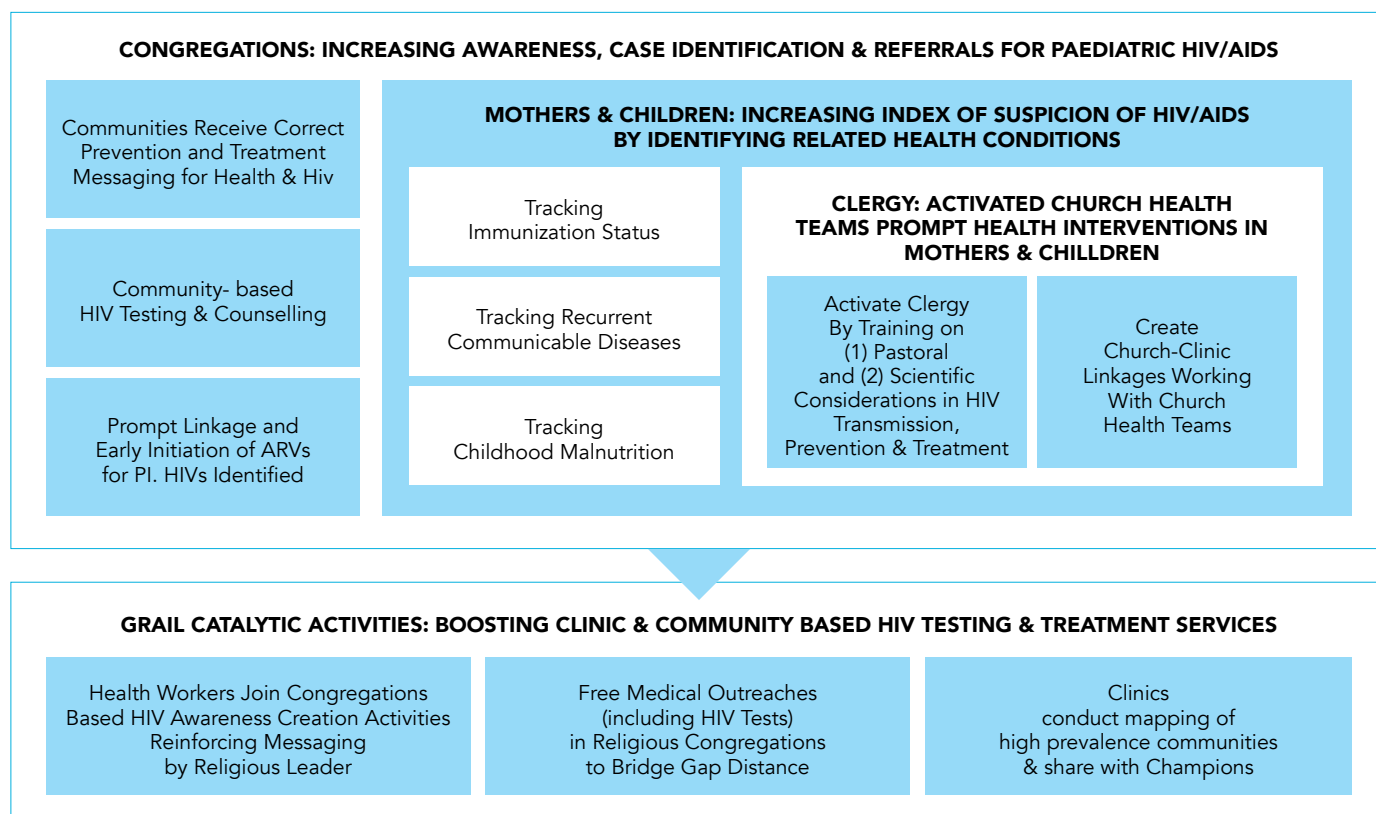 CONGREGATIONS: INCREASING AWARENESS, CASE IDENTIFICATION & REFERRALS FOR PAEDIATRIC HIV/AIDS
Communities Receive Correct
Prevention and Treatment
Messaging for Health & Hiv
Community- based
HIV Testing & Counselling
Prompt Linkage and
Early Initiation of ARVs
for PI. HIVs Identified
MOTHERS & CHILDREN: INCREASING INDEX OF SUSPICION OF HIV/AIDS
BY IDENTIFYING RELATED HEALTH CONDITIONS
Tracking
Immunization Status
Tracking Recurrent
Communicable Diseases
Tracking
Childhood Malnutrition
CLERGY: ACTIVATED CHURCH HEALTH
TEAMS PROMPT HEALTH INTERVENTIONS IN
MOTHERS & CHILLDREN
Activate Clergy
By Training on
(1) Pastoral
and (2) Scientific
Considerations in HIV
Transmission,
Prevention & Treatment
Create
Church-Clinic
Linkages Working
With Church
Health Teams
GRAIL CATALYTIC ACTIVITIES: BOOSTING CLINIC & COMMUNITY BASED HIV TESTING & TREATMENT SERVICES
Health Workers Join Congregations
Based HIV Awareness Creation Activities
Reinforcing Messaging
by Religious Leader
Free Medical Outreaches
(including HIV Tests)
in Religious Congregations
to Bridge Gap Distance
Clinics
conduct mapping of
high prevalence communities
& share with Champions